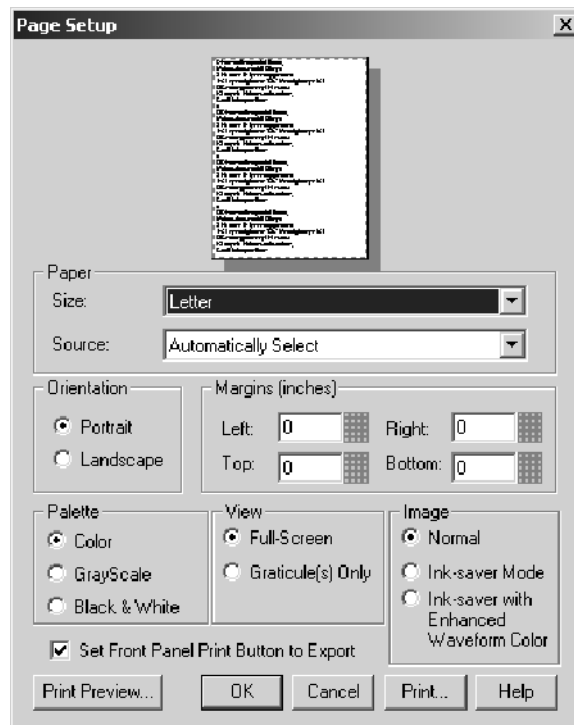 Page Setup
Paper
Size: Letter
Source: Automatically Select
Orientation
Portrait
Landscape
Margins (inches)
Left: 0 Right: 0
Top: 0 Bottom: 0
Palette
Color
GrayScale
Black & White
View
Full-Screen
Graticule(s) Only
Image
Normal
Ink-saver Mode
Ink-saver with
Enhanced
Waveform Color
Set Front Panel Print Button to Export
Print Preview... OK Cancel Print... Help